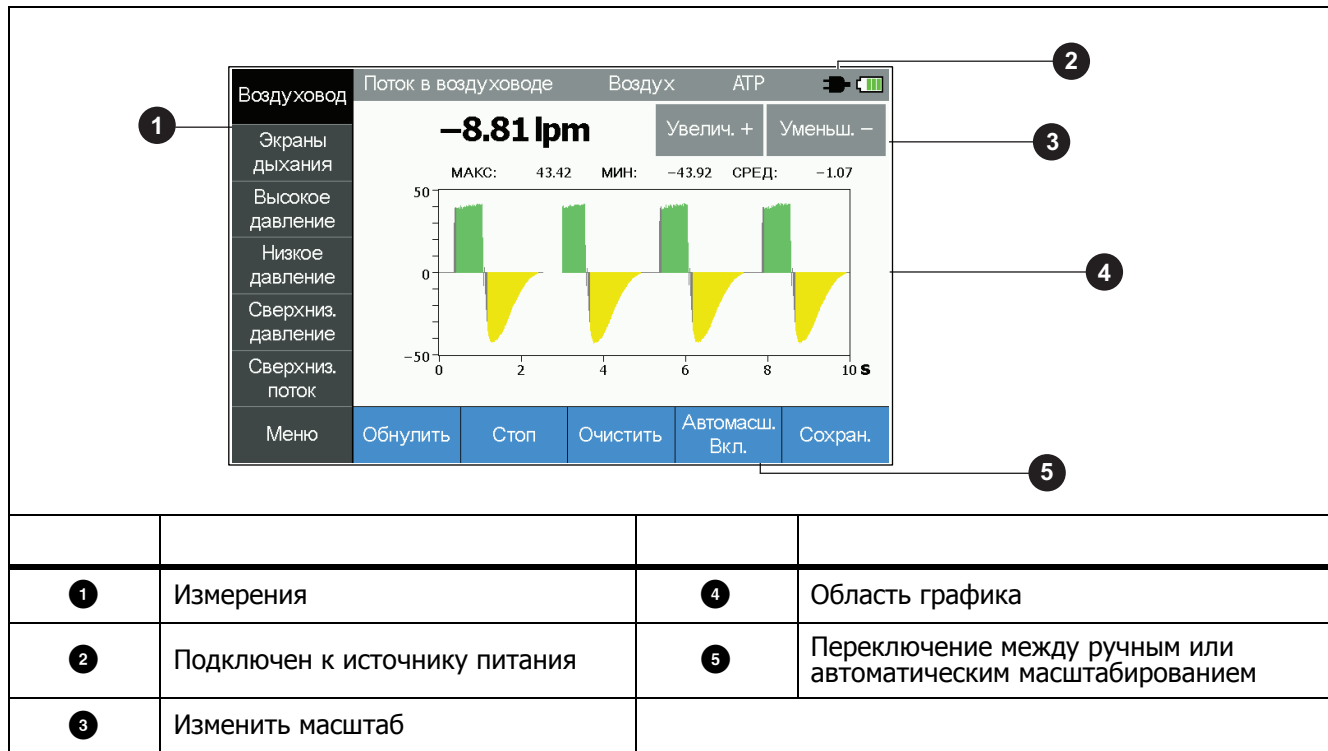 2
Воздуховод
Поток в воздуховоде Воздух ATP
1
Экраны
дыхания
–8.81 lpm
Увелич. + Уменьш. –
3
МАКС: 43.42 МИН: –43.92 СРЕД: –1.07
Высокое
давление
Низкое
давление
Сверхниз.
давление
Сверхниз.
поток
50
0
–50
0 2 4 6 8 10 S
4
Меню
Обнулить
Стоп
Очистить
Автомасш.
Вкл.
Сохран.
5
1 Измерения
4 Область графика
2 Подключен к источнику питания
5 Переключение между ручным или
автоматическим масштабированием
3 Изменить масштаб